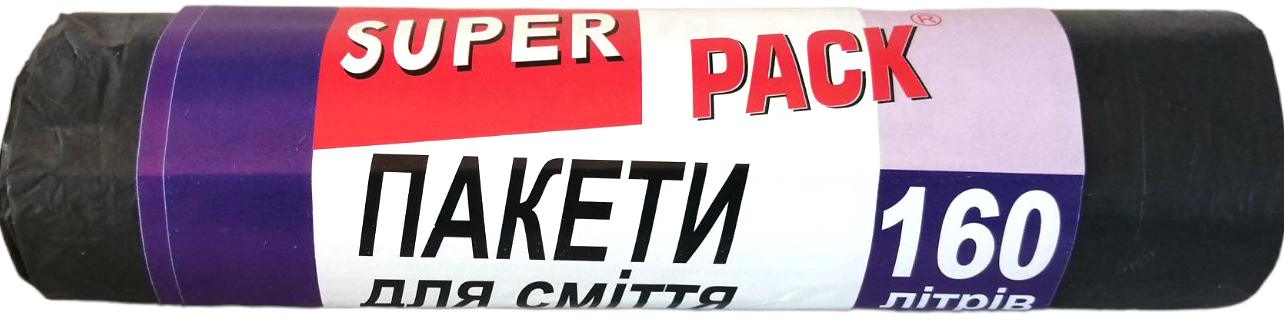 SUPER PACK®
ПАКЕТИ
для сміття
160
літрів